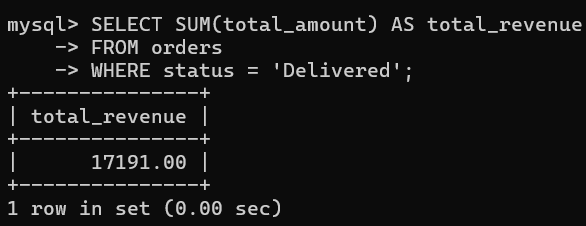 mysql> SELECT SUM(total_amount) AS total_revenue
    -> FROM orders
    -> WHERE status = 'Delivered';
+---------------+
| total_revenue |
+---------------+
|      17191.00 |
+---------------+
1 row in set (0.00 sec)